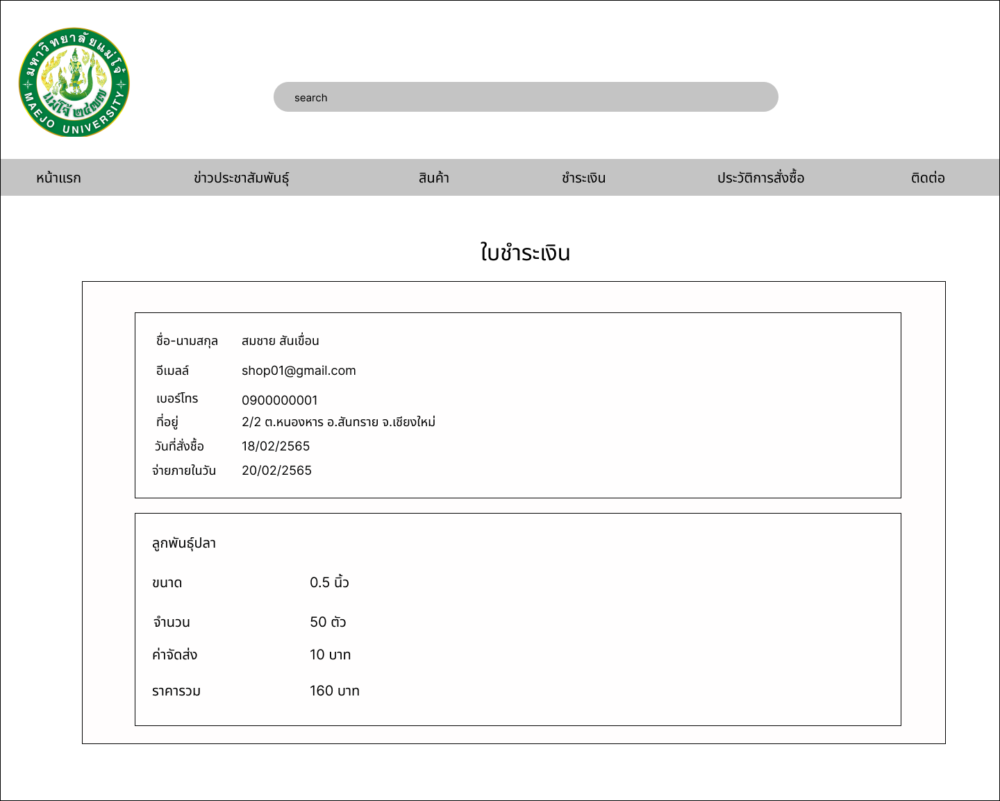 มหาวิทยาลัยแม่โจ้
แม่โจ้ ๒๔๗๗
MAEJO UNIVERSITY
search
หน้าแรก ข่าวประชาสัมพันธุ์ สินค้า ชำระเงิน ประวัติการสั่งซื้อ ติดต่อ
ใบชำระเงิน
ชื่อ-นามสกุล สมชาย สันเขื่อน
อีเมลล์ shop01@gmail.com
เบอร์โทร 0900000001
ที่อยู่ 2/2 ต.หนองหาร อ.สันทราย จ.เชียงใหม่
วันที่สั่งซื้อ 18/02/2565
จ่ายภายในวัน 20/02/2565
ลูกพันธุ์ปลา
ขนาด 0.5 นิ้ว
จำนวน 50 ตัว
ค่าจัดส่ง 10 บาท
ราคารวม 160 บาท